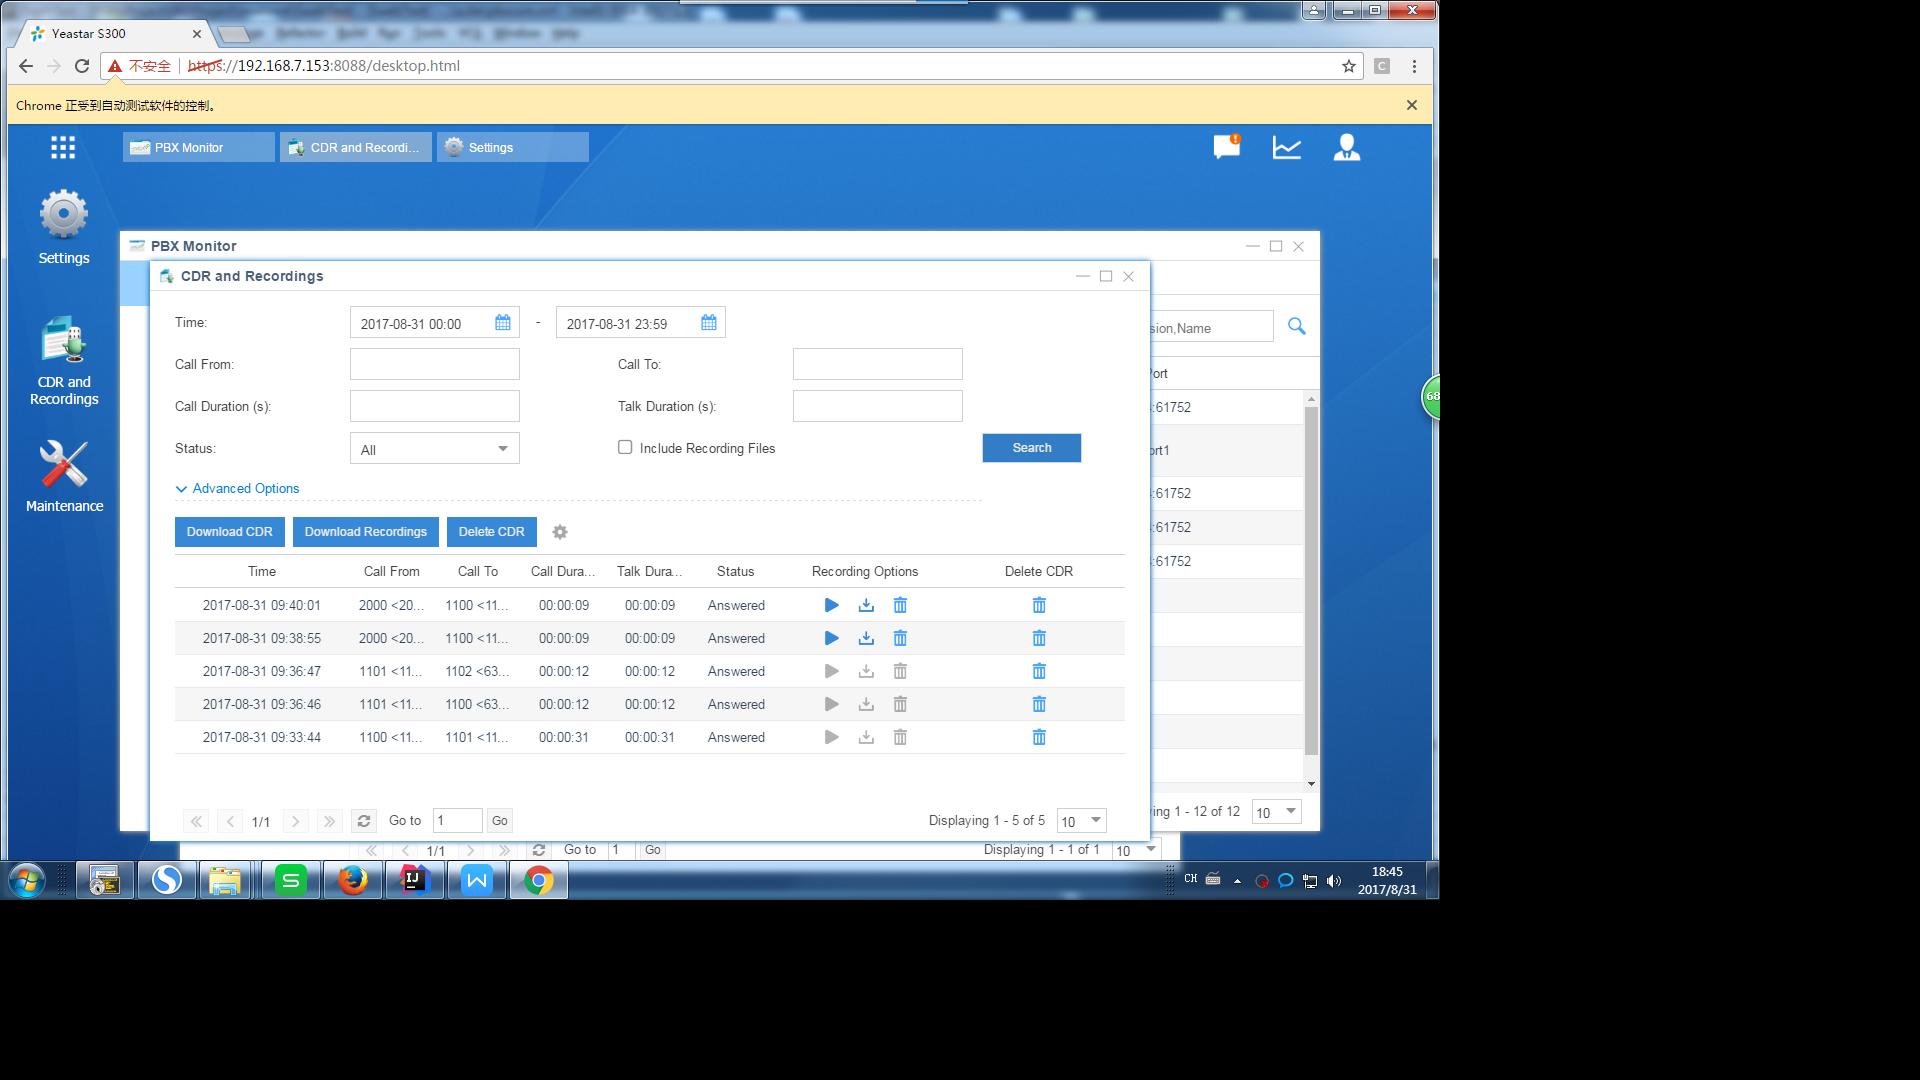 Yeastar S300
不安全 https://192.168.7.153:8088/desktop.html
Chrome 正受到自动测试软件的控制。
PBX Monitor
CDR and Recordi...
Settings
Settings
CDR and
Recordings
Maintenance
PBX Monitor
CDR and Recordings
Time:
2017-08-31 00:00
-
2017-08-31 23:59
Call From:
Call To:
Call Duration (s):
Talk Duration (s):
Status:
All
Include Recording Files
Search
Advanced Options
Download CDR
Download Recordings
Delete CDR
Time Call From Call To Call Dura... Talk Dura... Status Recording Options Delete CDR
2017-08-31 09:40:01 2000 <20... 1100 <11... 00:00:09 00:00:09 Answered
2017-08-31 09:38:55 2000 <20... 1100 <11... 00:00:09 00:00:09 Answered
2017-08-31 09:36:47 1101 <11... 1102 <63... 00:00:12 00:00:12 Answered
2017-08-31 09:36:46 1101 <11... 1100 <63... 00:00:12 00:00:12 Answered
2017-08-31 09:33:44 1100 <11... 1101 <11... 00:00:31 00:00:31 Answered
1/1 Go to 1 Go
Displaying 1 - 5 of 5 10
sion,Name
Port
:61752
ort1
:61752
:61752
:61752
ing 1 - 12 of 12 10
1/1 Go to 1 Go
Displaying 1 - 1 of 1 10
68
CH
18:45
2017/8/31